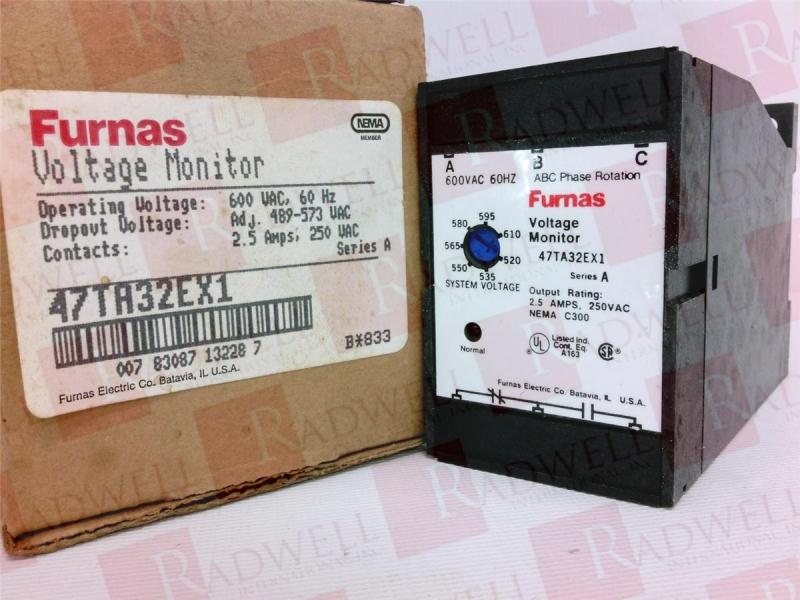 Furnas
NEMA
MEMBER
Voltage Monitor
Operating Voltage: 600 VAC, 60 Hz
Dropout Voltage: Adj. 489-573 VAC
Contacts: 2.5 Amps, 250 VAC
Series A
47TA32EX1
007 83087 13228 7
B*833
Furnas Electric Co. Batavia, IL U.S.A.
A B C
600VAC 60HZ ABC Phase Rotation
Furnas
Voltage
Monitor
47TA32EX1
Series A
595
580 610
565 520
550 535
SYSTEM VOLTAGE
Output Rating:
2.5 AMPS, 250VAC
NEMA C300
Normal
UL Listed Ind.
Cont. Eq.
A163
Furnas Electric Co. Batavia, IL U.S.A.
RADWELL
INTERNATIONAL, INC.